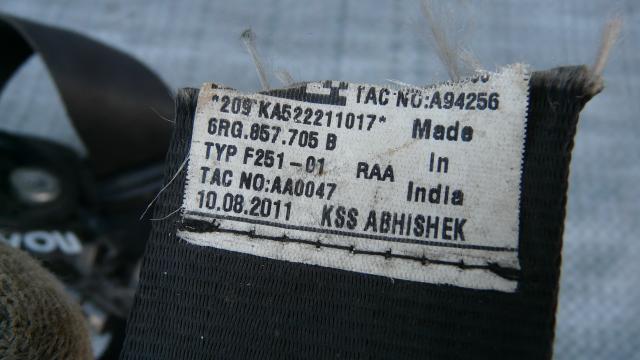 TAC NO:A94256
*209 KA522211017*
Made
6RG.857.705 B
In
TYP F251-01 RAA
India
TAC NO:AA0047
10.08.2011 KSS ABHISHEK